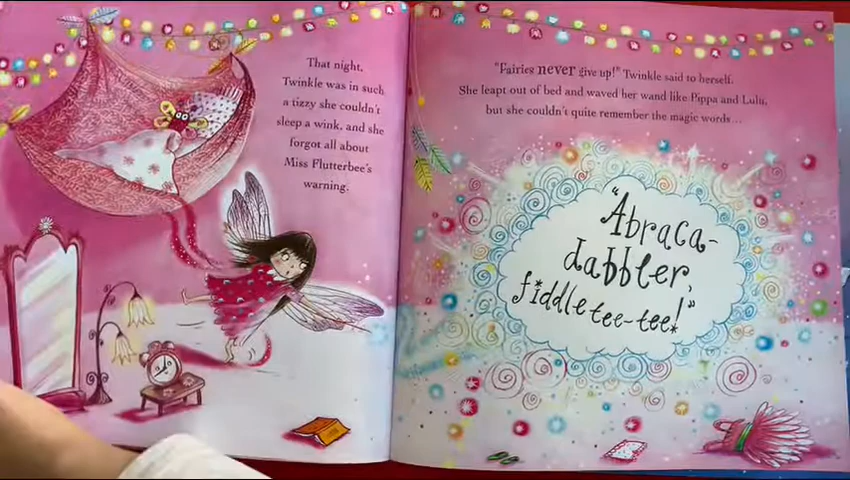 That night,
Twinkle was in such
a tizzy she couldn't
sleep a wink, and she
forgot all about
Miss Flutterbee's
warning.
"Fairies never give up!" Twinkle said to herself.
She leapt out of bed and waved her wand like Pippa and Lulu,
but she couldn't quite remember the magic words...
"Abraca-
dabbler,
fiddle tee-tee!"